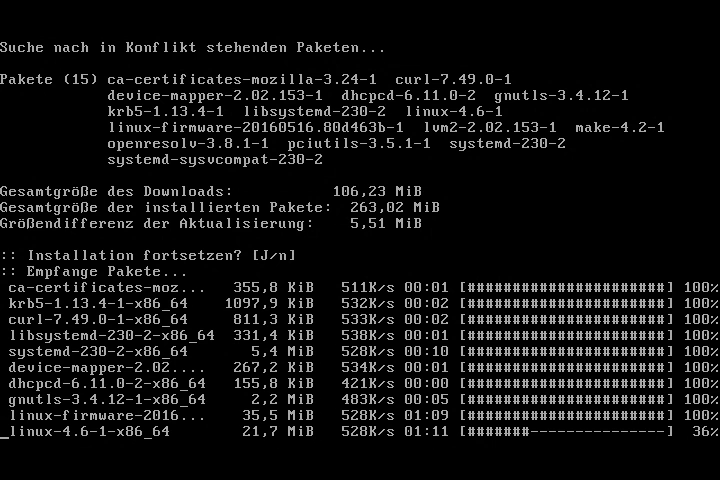 Suche nach in Konflikt stehenden Paketen...
Pakete (15) ca-certificates-mozilla-3.24-1  curl-7.49.0-1
device-mapper-2.02.153-1  dhcpcd-6.11.0-2  gnutls-3.4.12-1
krb5-1.13.4-1  libsystemd-230-2  linux-4.6-1
linux-firmware-20160516.80d463b-1  lvm2-2.02.153-1  make-4.2-1
openresolv-3.8.1-1  pciutils-3.5.1-1  systemd-230-2
systemd-sysvcompat-230-2
Gesamtgröße des Downloads:           106,23 MiB
Gesamtgröße der installierten Pakete:  263,02 MiB
Größendifferenz der Aktualisierung:    5,51 MiB
:: Installation fortsetzen? [J/n]
:: Empfange Pakete...
ca-certificates-moz...   355,8 KiB   511K/s 00:01 [######################] 100%
krb5-1.13.4-1-x86_64    1097,9 KiB   532K/s 00:02 [######################] 100%
curl-7.49.0-1-x86_64     811,3 KiB   533K/s 00:02 [######################] 100%
libsystemd-230-2-x86_64  331,4 KiB   538K/s 00:01 [######################] 100%
systemd-230-2-x86_64       5,4 MiB   528K/s 00:10 [######################] 100%
device-mapper-2.02....   267,2 KiB   534K/s 00:01 [######################] 100%
dhcpcd-6.11.0-2-x86_64   155,8 KiB   421K/s 00:00 [######################] 100%
gnutls-3.4.12-1-x86_64     2,2 MiB   483K/s 00:05 [######################] 100%
linux-firmware-2016...    35,5 MiB   528K/s 01:09 [######################] 100%
_linux-4.6-1-x86_64       21,7 MiB   528K/s 01:11 [#######---------------]  36%